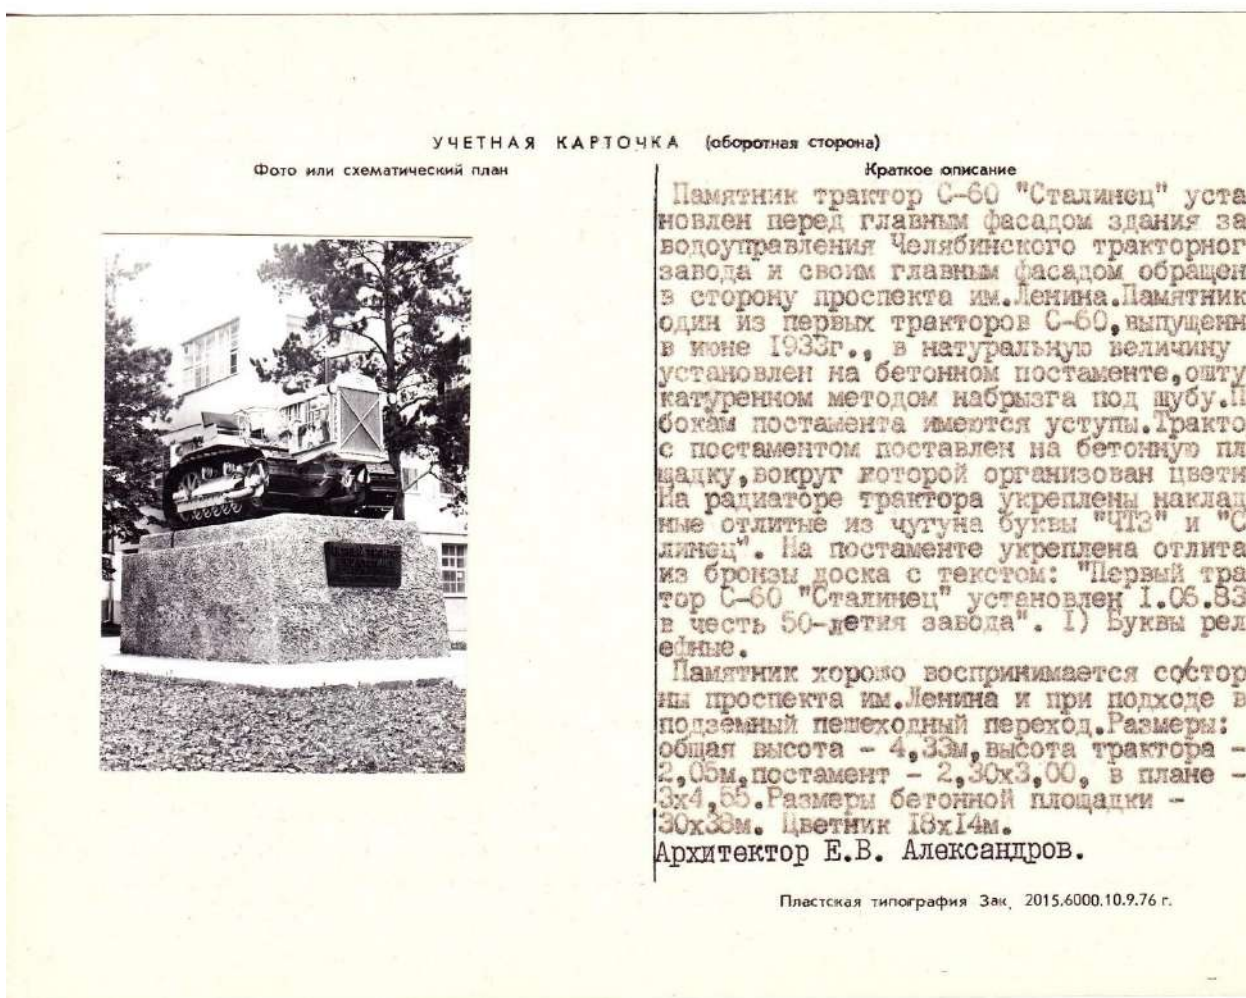 УЧЕТНАЯ КАРТОЧКА (оборотная сторона)
Фото или схематический план
Краткое описание
Памятник трактор С-60 "Сталинец" уста
новлен перед главным фасадом здания за
водоуправления Челябинского тракторног
завода и своим главным фасадом обращен
в сторону проспекта им.Ленина.Памятник
один из первых тракторов С-60,выпущенн
в июне 1933г., в натуральную величину
установлен на бетонном постаменте,ошту
катуренном методом набрызга под шубу.П
бокам постамента имеются уступы.Тракто
с постаментом поставлен на бетонную пл
щадку,вокруг которой организован цветн
На радиаторе трактора укреплены наклад
ные отлитые из чугуна буквы "ЧТЗ" и "С
линец". На постаменте укреплена отлита
из бронзы доска с текстом: "Первый тра
тор С-60 "Сталинец" установлен 1.06.83
в честь 50-летия завода". 1) Буквы рел
ефные.
Памятник хорошо воспринимается со стор
ны проспекта им.Ленина и при подходе в
подземный пешеходный переход.Размеры:
общая высота - 4,33м,высота трактора -
2,05м,постамент - 2,30х3,00, в плане -
3х4,55.Размеры бетонной площадки -
30х38м. Цветник 18х14м.
Архитектор Е.В. Александров.
Пластская типография Зак. 2015.6000.10.9.76 г.